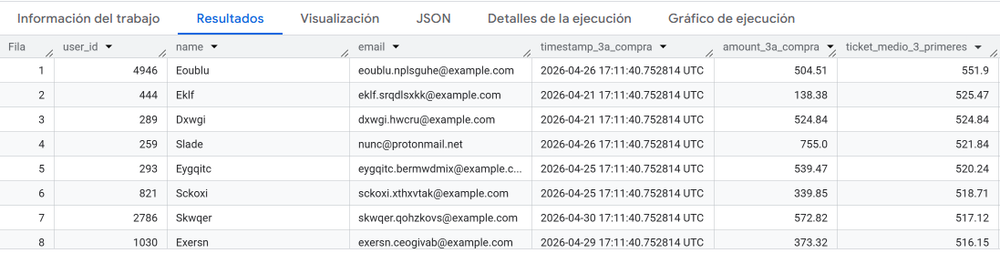 Información del trabajo Resultados Visualización JSON Detalles de la ejecución Gráfico de ejecución
Fila user_id name email timestamp_3a_compra amount_3a_compra ticket_medio_3_primeres
1 4946 Eoublu eoublu.nplsguhe@example.com 2026-04-26 17:11:40.752814 UTC 504.51 551.9
2 444 Eklf eklf.srqdlsxkk@example.com 2026-04-21 17:11:40.752814 UTC 138.38 525.47
3 289 Dxwgi dxwgi.hwcru@example.com 2026-04-21 17:11:40.752814 UTC 524.84 524.84
4 259 Slade nunc@protonmail.net 2026-04-26 17:11:40.752814 UTC 755.0 521.84
5 293 Eygqitc eygqitc.bermwdmix@example.c... 2026-04-25 17:11:40.752814 UTC 539.47 520.24
6 821 Sckoxi sckoxi.xthxvtak@example.com 2026-04-25 17:11:40.752814 UTC 339.85 518.71
7 2786 Skwqer skwqer.qohzkovs@example.com 2026-04-30 17:11:40.752814 UTC 572.82 517.12
8 1030 Exersn exersn.ceogivab@example.com 2026-04-29 17:11:40.752814 UTC 373.32 516.15